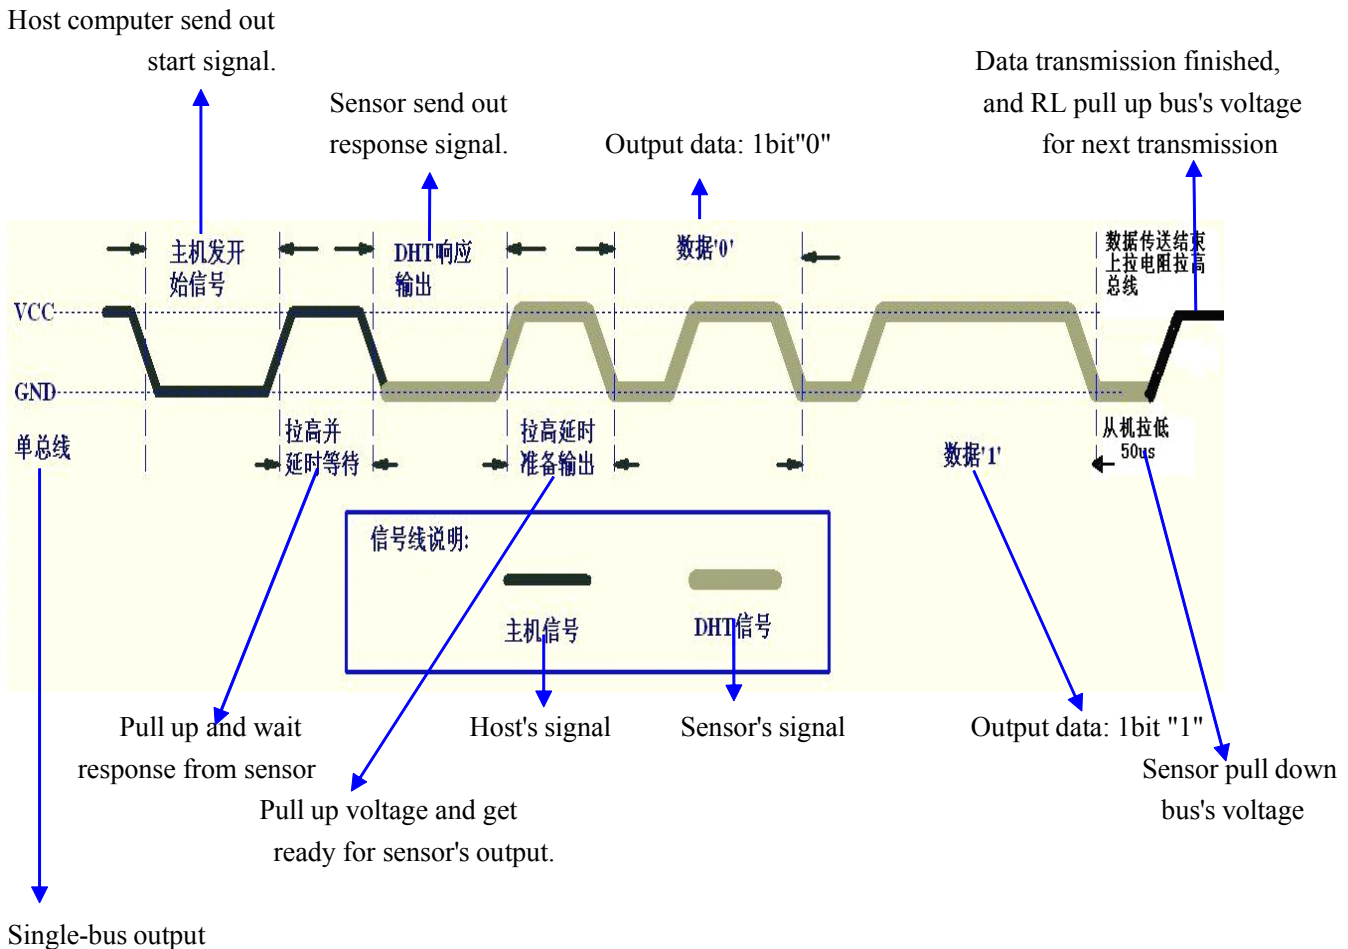 Host computer send out
start signal.
Sensor send out
response signal.
Output data: 1bit"0"
Data transmission finished,
and RL pull up bus's voltage
for next transmission
主机发开
始信号
DHT响应
输出
数据'0'
数据传送结束
上拉电阻拉高
总线
VCC
GND
单总线
拉高并
延时等待
拉高延时
准备输出
数据'1'
从机拉低
50us
信号线说明:
主机信号
DHT信号
Pull up and wait
response from sensor
Host's signal
Sensor's signal
Output data: 1bit "1"
Sensor pull down
bus's voltage
Pull up voltage and get
ready for sensor's output.
Single-bus output